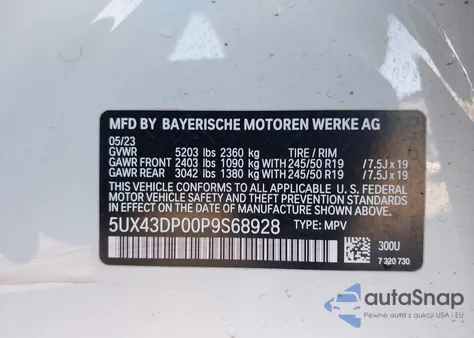 MFD BY BAYERISCHE MOTOREN WERKE AG
05/23
GVWR 5203 lbs 2360 kg TIRE / RIM
GAWR FRONT 2403 lbs 1090 kg WITH 245/50 R19 /7.5J x 19
GAWR REAR 3042 lbs 1380 kg WITH 245/50 R19 /7.5J x 19
THIS VEHICLE CONFORMS TO ALL APPLICABLE U. S. FEDERAL
MOTOR VEHICLE SAFETY AND THEFT PREVENTION STANDARDS
IN EFFECT ON THE DATE OF MANUFACTURE SHOWN ABOVE.
5UX43DP00P9S68928 TYPE: MPV
300U
7 320 730
autoSnap
Pewne auta z USA i EU